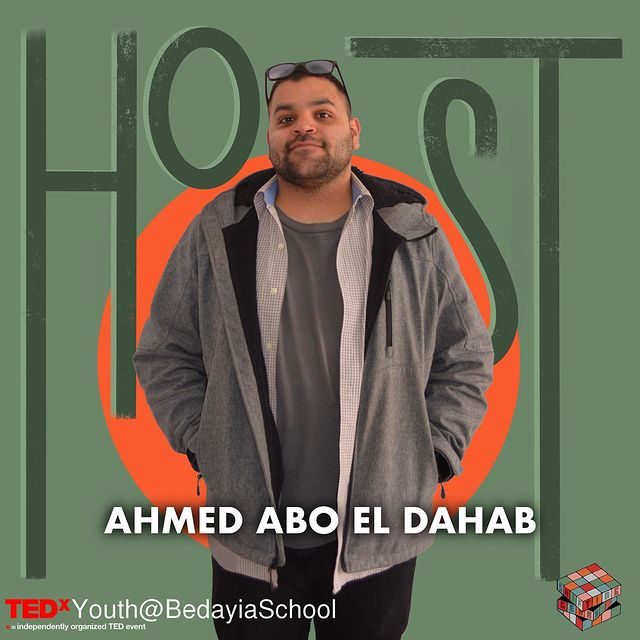 HOST
AHMED ABO EL DAHAB
TEDxYouth@BedayiaSchool
x = independently organized TED event